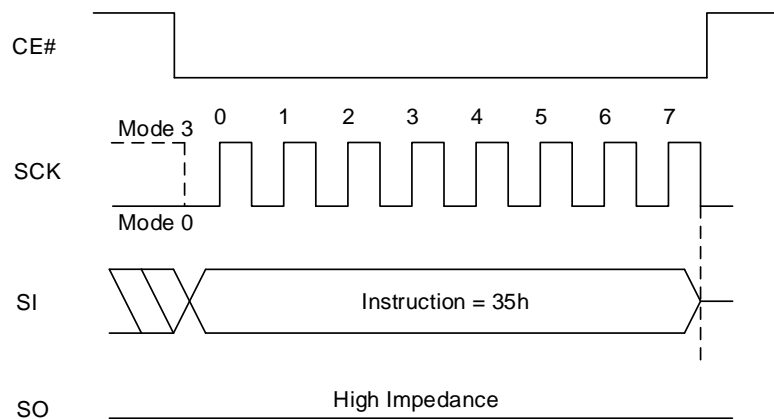 CE#
Mode 3 0 1 2 3 4 5 6 7
SCK
Mode 0
SI Instruction = 35h
SO High Impedance